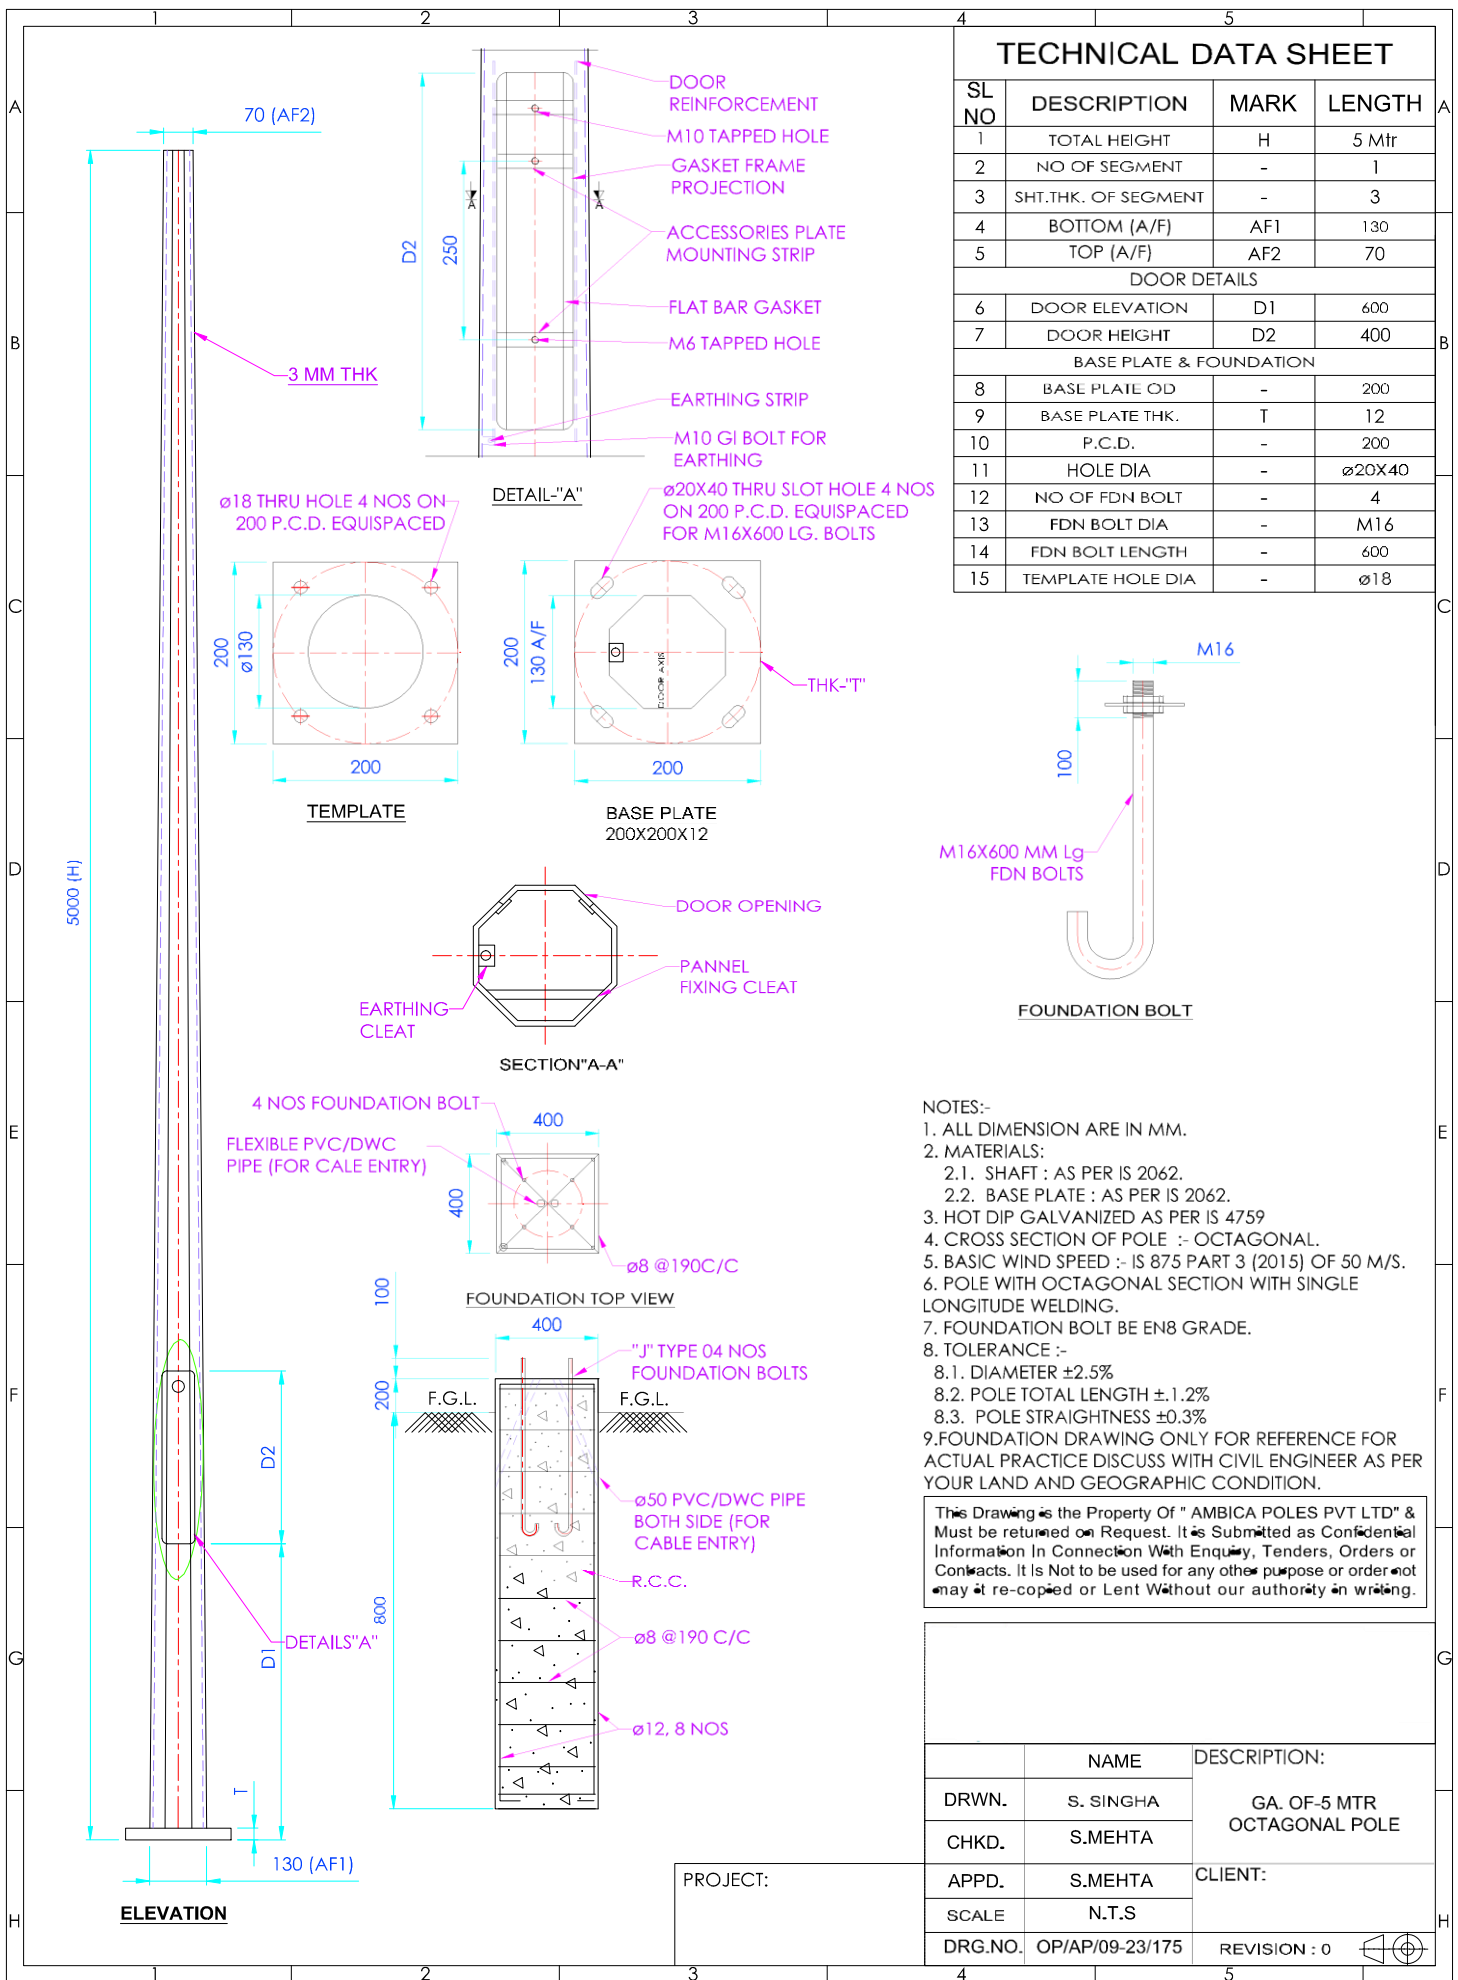 1 2 3 4 5
A
B
C
D
E
F
G
H
A
B
C
D
E
F
G
H
1 2 3 4 5
TECHNICAL DATA SHEET
SL NO DESCRIPTION MARK LENGTH
1 TOTAL HEIGHT H 5 Mtr
2 NO OF SEGMENT - 1
3 SHT.THK. OF SEGMENT - 3
4 BOTTOM (A/F) AF1 130
5 TOP (A/F) AF2 70
DOOR DETAILS
6 DOOR ELEVATION D1 600
7 DOOR HEIGHT D2 400
BASE PLATE & FOUNDATION
8 BASE PLATE OD - 200
9 BASE PLATE THK. T 12
10 P.C.D. - 200
11 HOLE DIA - ø20X40
12 NO OF FDN BOLT - 4
13 FDN BOLT DIA - M16
14 FDN BOLT LENGTH - 600
15 TEMPLATE HOLE DIA - ø18
70 (AF2)
5000 (H)
3 MM THK
D2
D1
DETAILS"A"
T
130 (AF1)
ELEVATION
D2
250
A
A
DOOR
REINFORCEMENT
M10 TAPPED HOLE
GASKET FRAME
PROJECTION
ACCESSORIES PLATE
MOUNTING STRIP
FLAT BAR GASKET
M6 TAPPED HOLE
EARTHING STRIP
M10 GI BOLT FOR
EARTHING
DETAIL-"A"
ø18 THRU HOLE 4 NOS ON
200 P.C.D. EQUISPACED
200
ø130
200
TEMPLATE
ø20X40 THRU SLOT HOLE 4 NOS
ON 200 P.C.D. EQUISPACED
FOR M16X600 LG. BOLTS
200
130 A/F
DOOR AXIS
THK-"T"
200
BASE PLATE
200X200X12
M16
100
M16X600 MM Lg
FDN BOLTS
FOUNDATION BOLT
DOOR OPENING
PANNEL
FIXING CLEAT
EARTHING
CLEAT
SECTION"A-A"
4 NOS FOUNDATION BOLT
FLEXIBLE PVC/DWC
PIPE (FOR CALE ENTRY)
400
400
ø8 @190C/C
FOUNDATION TOP VIEW
100
400
200
800
"J" TYPE 04 NOS
FOUNDATION BOLTS
F.G.L.
F.G.L.
ø50 PVC/DWC PIPE
BOTH SIDE (FOR
CABLE ENTRY)
R.C.C.
ø8 @190 C/C
ø12, 8 NOS
NOTES:-
1. ALL DIMENSION ARE IN MM.
2. MATERIALS:
2.1. SHAFT : AS PER IS 2062.
2.2. BASE PLATE : AS PER IS 2062.
3. HOT DIP GALVANIZED AS PER IS 4759
4. CROSS SECTION OF POLE :- OCTAGONAL.
5. BASIC WIND SPEED :- IS 875 PART 3 (2015) OF 50 M/S.
6. POLE WITH OCTAGONAL SECTION WITH SINGLE
LONGITUDE WELDING.
7. FOUNDATION BOLT BE EN8 GRADE.
8. TOLERANCE :-
8.1. DIAMETER ±2.5%
8.2. POLE TOTAL LENGTH ±.1.2%
8.3. POLE STRAIGHTNESS ±0.3%
9.FOUNDATION DRAWING ONLY FOR REFERENCE FOR
ACTUAL PRACTICE DISCUSS WITH CIVIL ENGINEER AS PER
YOUR LAND AND GEOGRAPHIC CONDITION.
This Drawing is the Property Of " AMBICA POLES PVT LTD" &
Must be returned on Request. It is Submitted as Confidential
Information In Connection With Enquiry, Tenders, Orders or
Contracts. It Is Not to be used for any other purpose or order not
may it re-copied or Lent Without our authority in writing.
NAME
DRWN. S. SINGHA
CHKD. S.MEHTA
APPD. S.MEHTA
SCALE N.T.S
DRG.NO. OP/AP/09-23/175
DESCRIPTION:
GA. OF-5 MTR
OCTAGONAL POLE
CLIENT:
REVISION : 0
PROJECT: